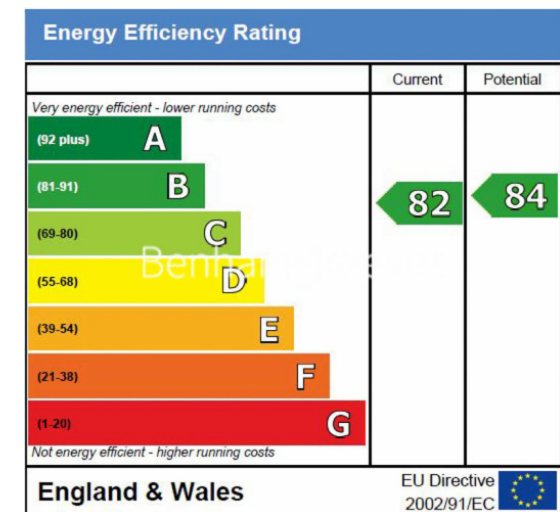 Energy Efficiency Rating
Current Potential
Very energy efficient - lower running costs
(92 plus) A
(81-91) B
(69-80) C
(55-68) D
(39-54) E
(21-38) F
(1-20) G
82
84
Not energy efficient - higher running costs
England & Wales
EU Directive
2002/91/EC